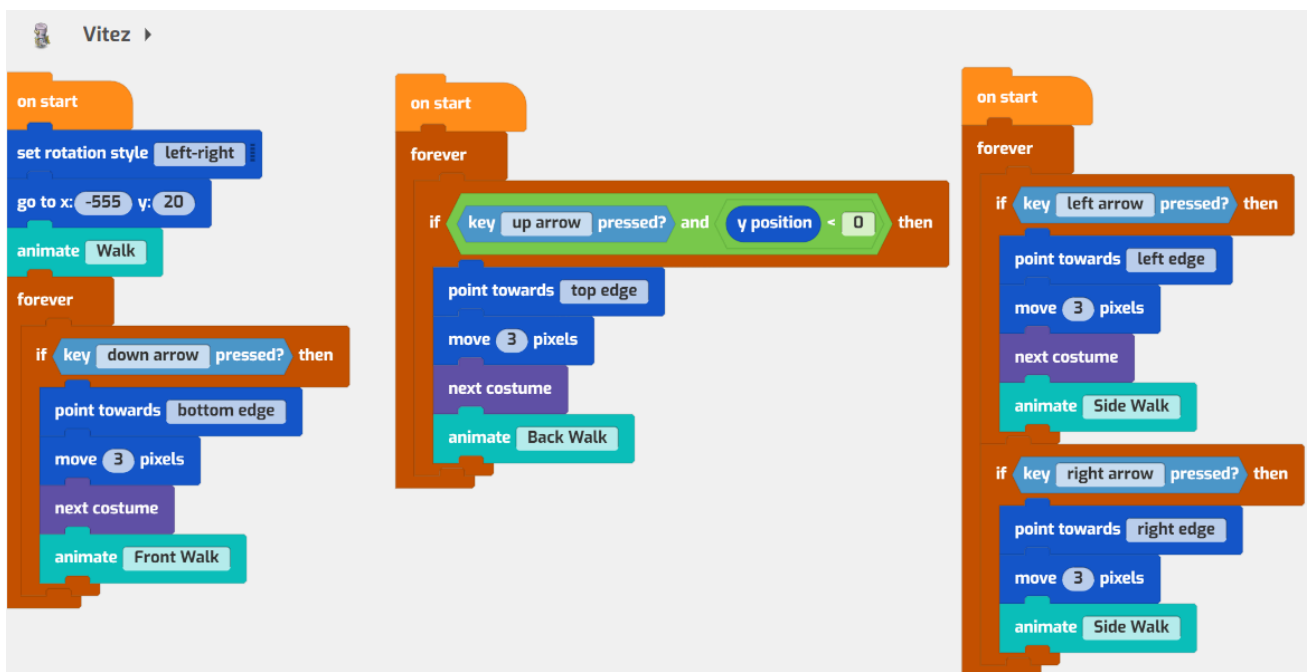 Vitez
on start
set rotation style left-right
go to x: -555 y: 20
animate Walk
forever
if key down arrow pressed? then
point towards bottom edge
move 3 pixels
next costume
animate Front Walk
on start
forever
if key up arrow pressed? and y position < 0 then
point towards top edge
move 3 pixels
next costume
animate Back Walk
on start
forever
if key left arrow pressed? then
point towards left edge
move 3 pixels
next costume
animate Side Walk
if key right arrow pressed? then
point towards right edge
move 3 pixels
animate Side Walk